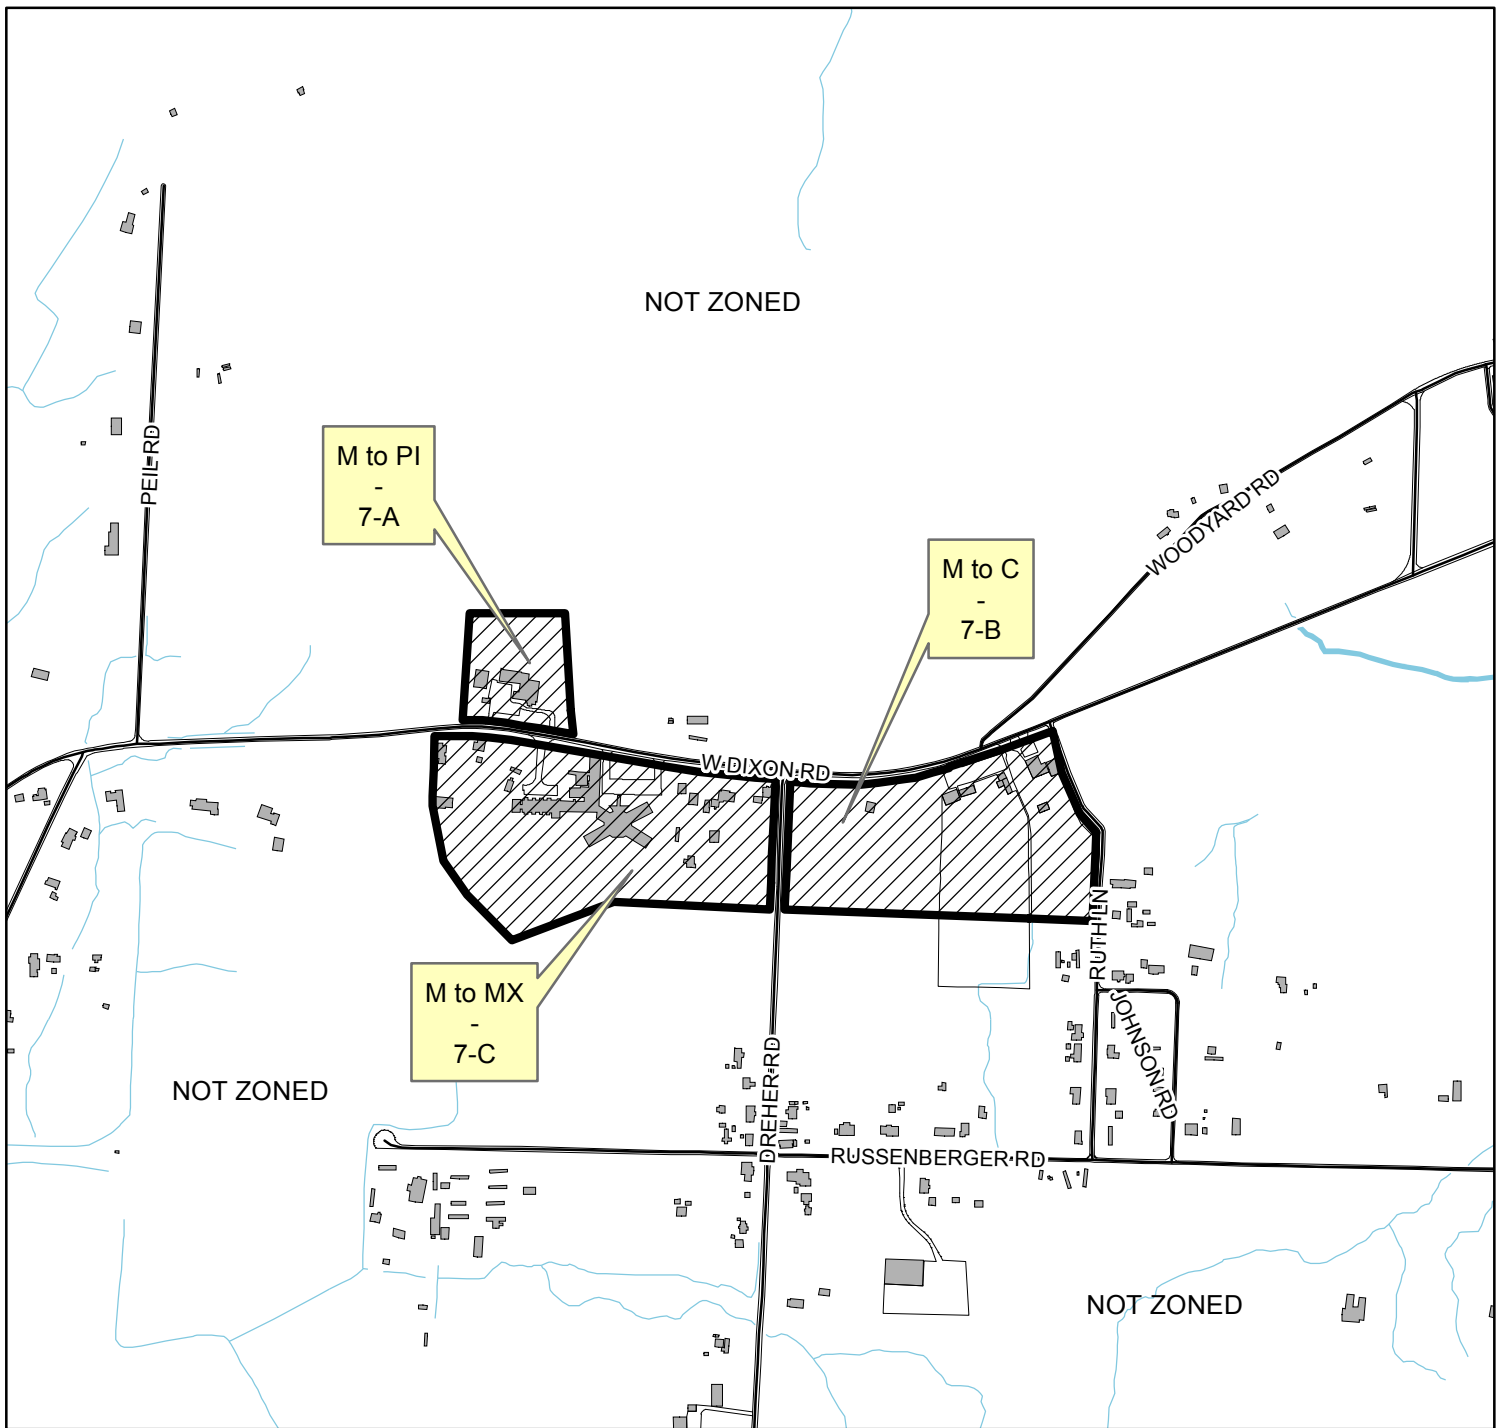 NOT ZONED
M to PI
-
7-A
PEIL RD
WOODYARD RD
M to C
-
7-B
W DIXON RD
RUTH LN
M to MX
-
7-C
JOHNSON RD
DREHER RD
NOT ZONED
RUSSENBERGER RD
NOT ZONED